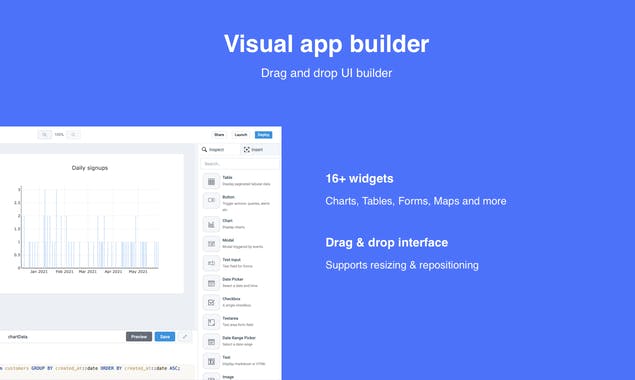 Visual app builder
Drag and drop UI builder
100%
Share
Launch
Deploy
Inspect
Insert
Search...
Daily signups
3
2.5
2
1.5
1
0.5
0
Jan 2021
Feb 2021
Mar 2021
Apr 2021
May 2021
Table
Display paginated tabular data
Button
Trigger actions: queries, alerts
etc
Chart
Display charts
Modal
Modal triggered by events
Text input
Text field for forms
Date Picker
Select a date and time
Checkbox
A single checkbox
Textarea
Text area form field
Date Range Picker
Select a date range
Text
Display markdown or HTML
Image
chartData
Preview
Save
customers GROUP BY created_at::date ORDER BY created_at::date ASC;
16+ widgets
Charts, Tables, Forms, Maps and more
Drag & drop interface
Supports resizing & repositioning